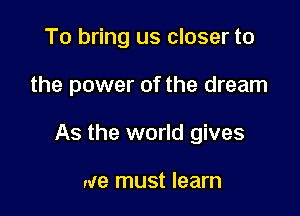 To bring us closer to
the power of the dream
As the world gives
we must learn